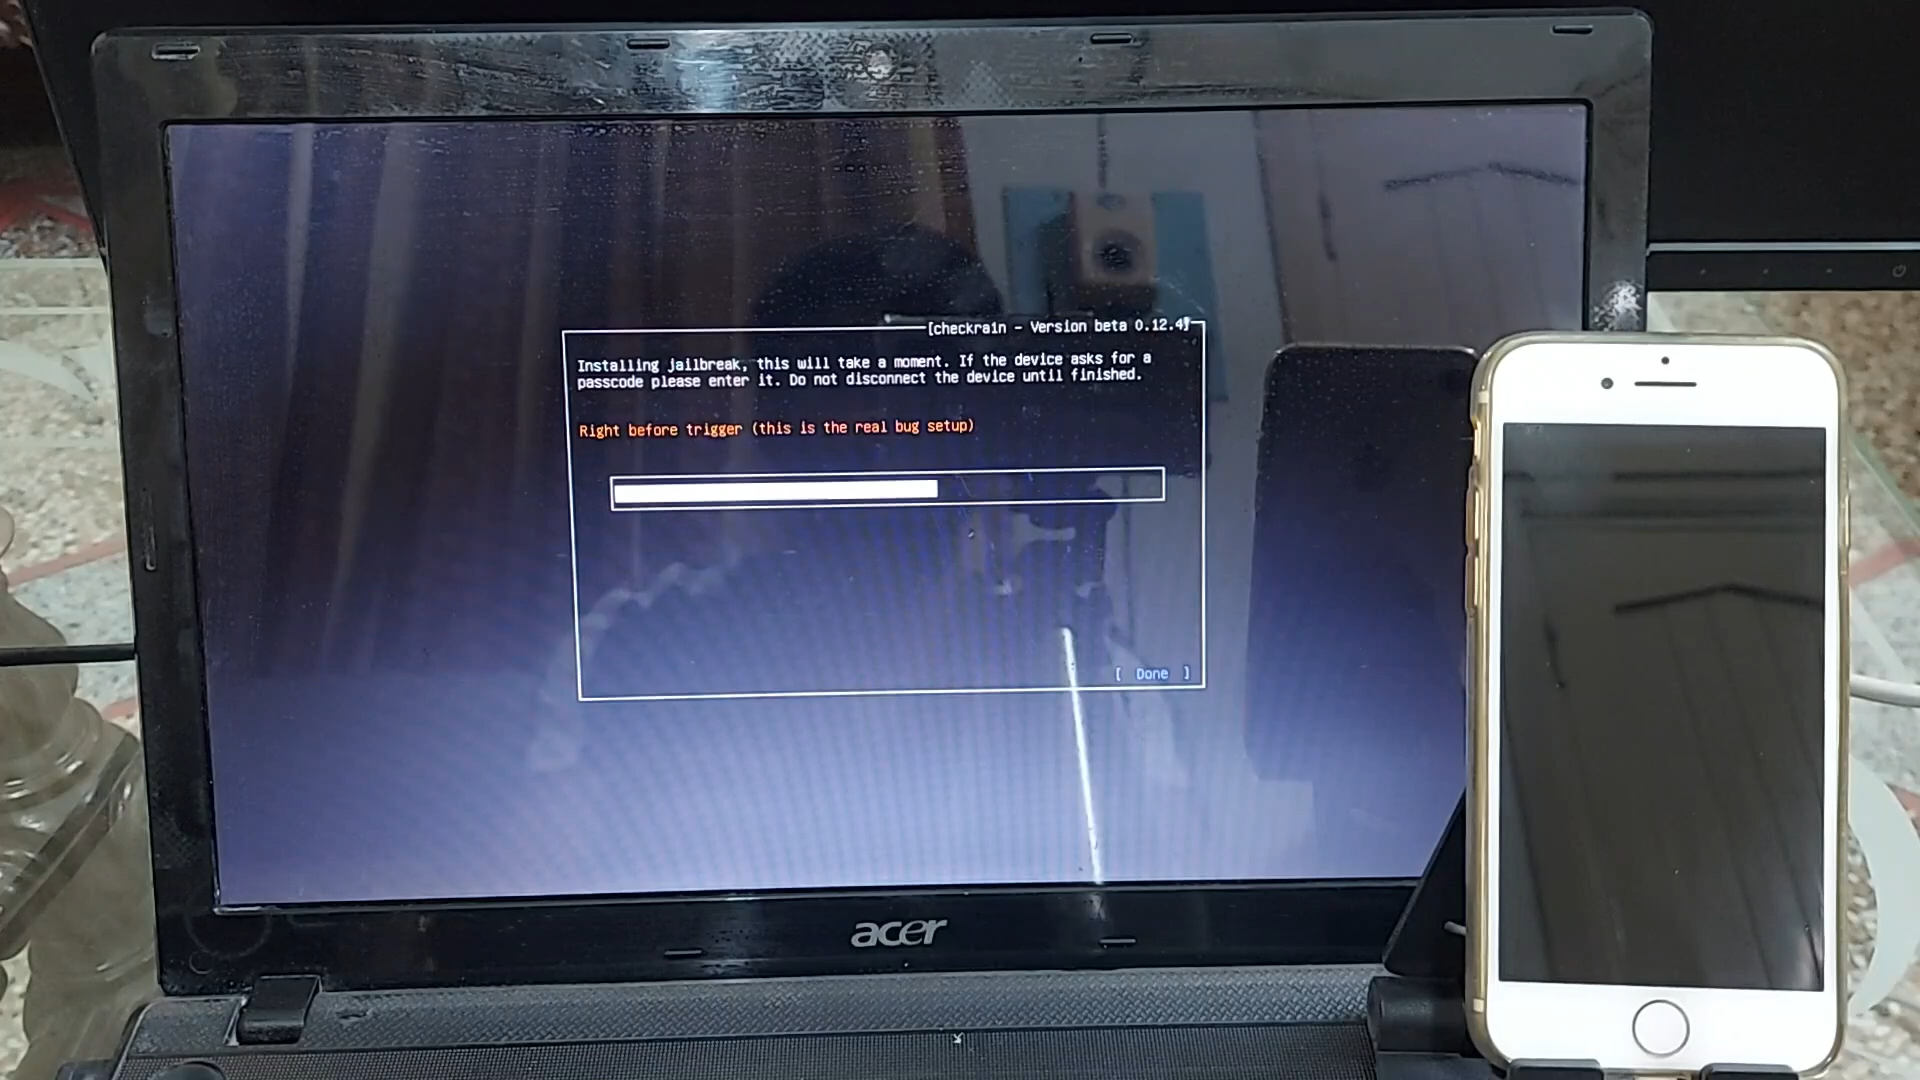 [checkra1n - Version beta 0.12.4]
Installing jailbreak, this will take a moment. If the device asks for a
passcode please enter it. Do not disconnect the device until finished.
Right before trigger (this is the real bug setup)
[ Done ]
acer